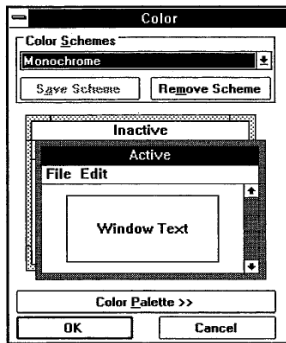 Color
Color Schemes
Monochrome
Save Scheme Remove Scheme
Inactive
Active
File Edit
Window Text
Color Palette >>
OK Cancel